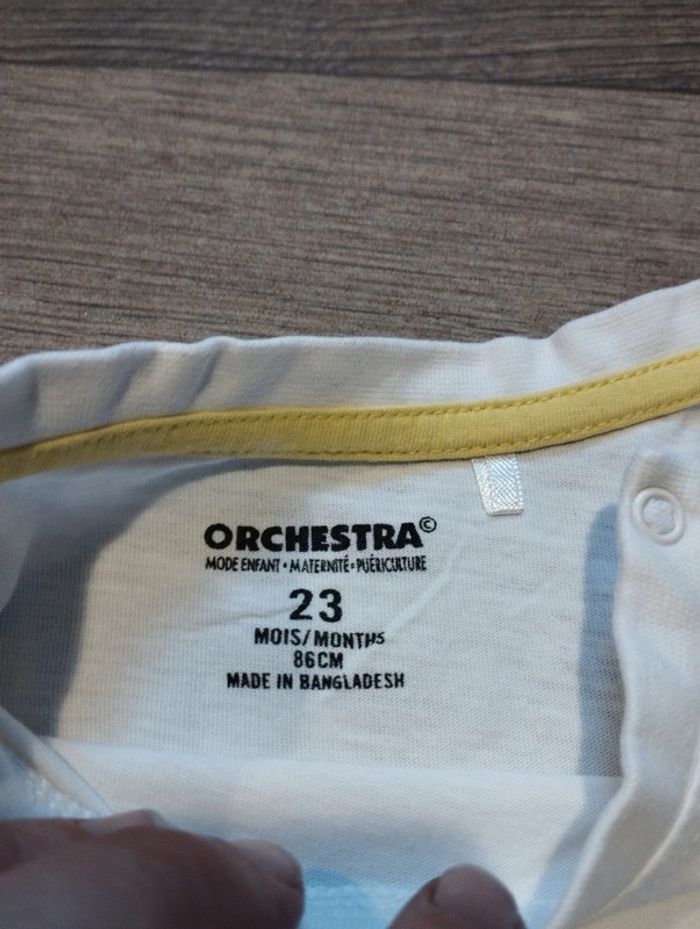 ORCHESTRA©
MODE ENFANT • MATERNITÉ • PUÉRICULTURE
23
MOIS/MONTHS
86CM
MADE IN BANGLADESH